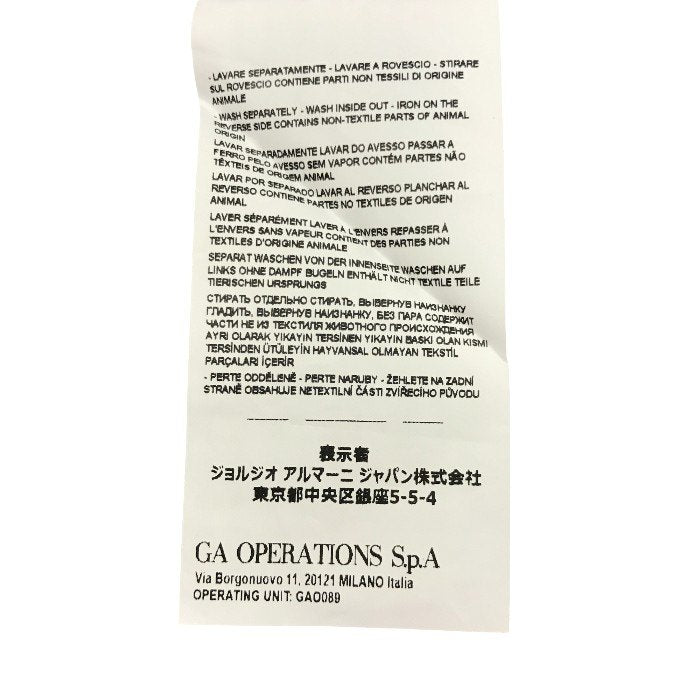 - LAVARE SEPARATAMENTE - LAVARE A ROVESCIO - STIRARE
SUL ROVESCIO CONTIENE PARTI NON TESSILI DI ORIGINE
ANIMALE
- WASH SEPARATELY - WASH INSIDE OUT - IRON ON THE
REVERSE SIDE CONTAINS NON-TEXTILE PARTS OF ANIMAL
ORIGIN
LAVAR SEPARADAMENTE LAVAR DO AVESSO PASSAR A
FERRO PELO AVESSO SEM VAPOR CONTÉM PARTES NÃO
TÊXTEIS DE ORIGEM ANIMAL
LAVAR POR SEPARADO LAVAR AL REVERSO PLANCHAR AL
REVERSO CONTIENE PARTES NO TEXTILES DE ORIGEN
ANIMAL
LAVER SÉPARÉMENT LAVER À L'ENVERS REPASSER À
L'ENVERS SANS VAPEUR CONTIENT DES PARTIES NON
TEXTILES D'ORIGINE ANIMALE
SEPARAT WASCHEN VON DER INNENSEITE WASCHEN AUF
LINKS OHNE DAMPF BUGELN ENTHÄLT NICHT TEXTILE TEILE
TIERISCHEN URSPRUNGS
СТИРАТЬ ОТДЕЛЬНО СТИРАТЬ, ВЫВЕРНУВ НАИЗНАНКУ
ГЛАДИТЬ, ВЫВЕРНУВ НАИЗНАНКУ, БЕЗ ПАРА СОДЕРЖИТ
ЧАСТИ НЕ ИЗ ТЕКСТИЛЯ ЖИВОТНОГО ПРОИСХОЖДЕНИЯ
AYRI OLARAK YIKAYIN TERSİNEN YIKAYIN BASKI OLAN KISMI
TERSİNDEN ÜTÜLEYİN HAYVANSAL OLMAYAN TEKSTİL
PARÇALARI İÇERİR
- PERTE ODDĚLENĚ - PERTE NARUBY - ŽEHLETE NA ZADNÍ
STRANĚ OBSAHUJE NETEXTILNÍ ČÁSTI ZVÍŘECÍHO PŮVODU
表示者
ジョルジオ アルマーニ ジャパン株式会社
東京都中央区銀座5-5-4
GA OPERATIONS S.p.A
Via Borgonuovo 11, 20121 MILANO Italia
OPERATING UNIT: GAO089